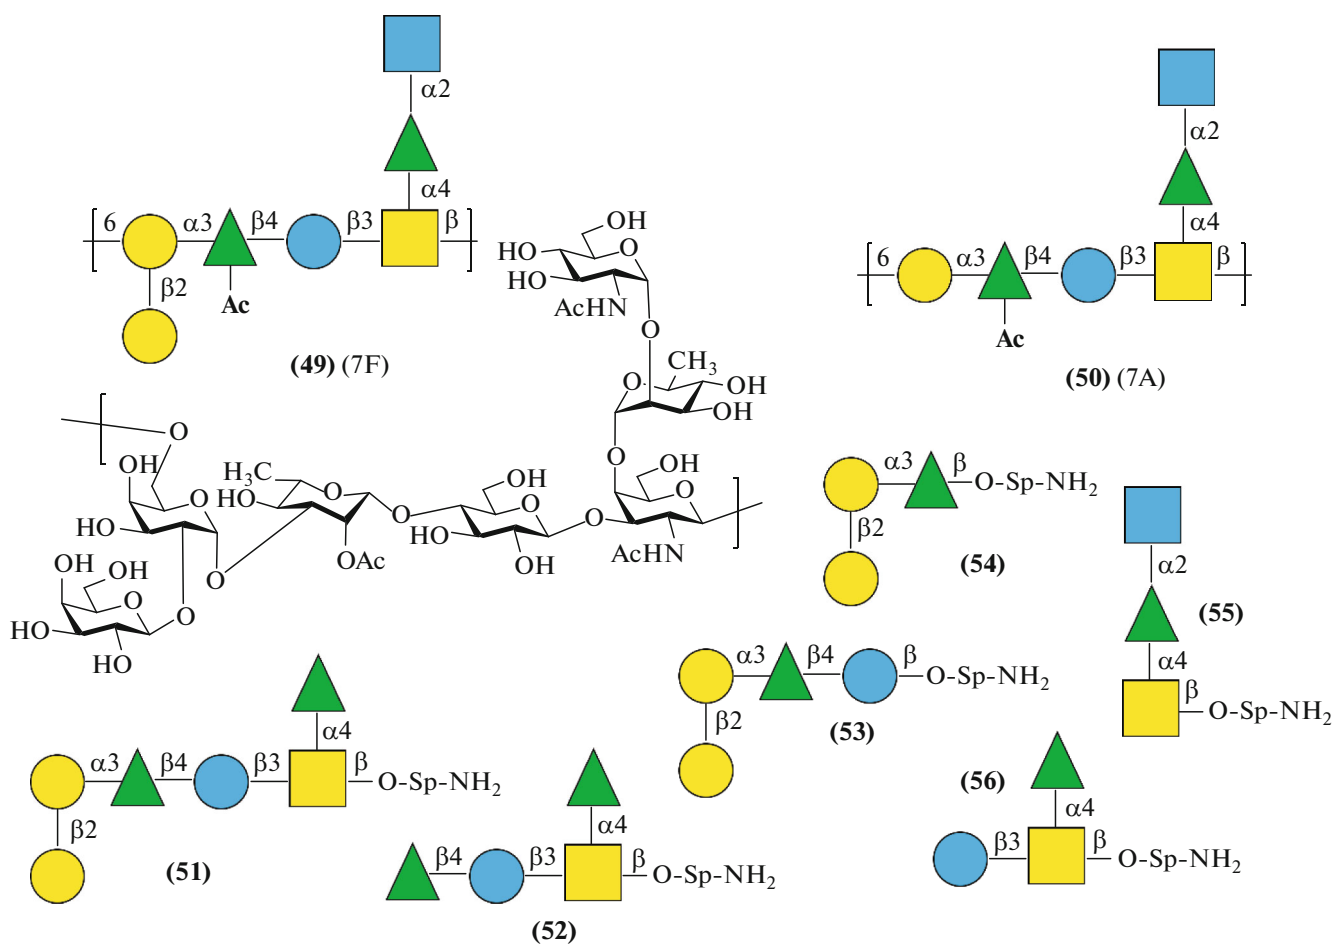 α2
α4
[ 6 α3 β4 β3 β ]
β2
Ac
(49) (7F)
α2
α4
[ 6 α3 β4 β3 β ]
Ac
(50) (7A)
OH
HO
O
HO
AcHN
O
O
CH₃
OH
O
OH
O
OH
O
AcHN
O
OH
H₃C
O
HO
O
O
HO
OAc
OH
O
HO
OH
O
O
OH
OH
O
HO
O
HO
OH
α3 β
O-Sp-NH₂
β2
(54)
α2
(55)
α4
β
O-Sp-NH₂
α3 β4 β
O-Sp-NH₂
β2
(53)
α4
α3 β4 β3 β
O-Sp-NH₂
β2
(51)
α4
β4 β3 β
O-Sp-NH₂
(52)
(56)
α4
β3 β
O-Sp-NH₂